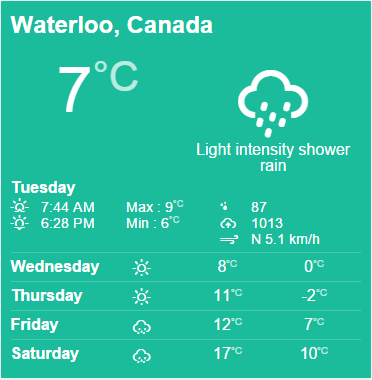 Waterloo, Canada
7°C
Light intensity shower
rain
Tuesday
7:44 AM Max : 9°C 87
6:28 PM Min : 6°C 1013
N 5.1 km/h
Wednesday 8°C 0°C
Thursday 11°C -2°C
Friday 12°C 7°C
Saturday 17°C 10°C